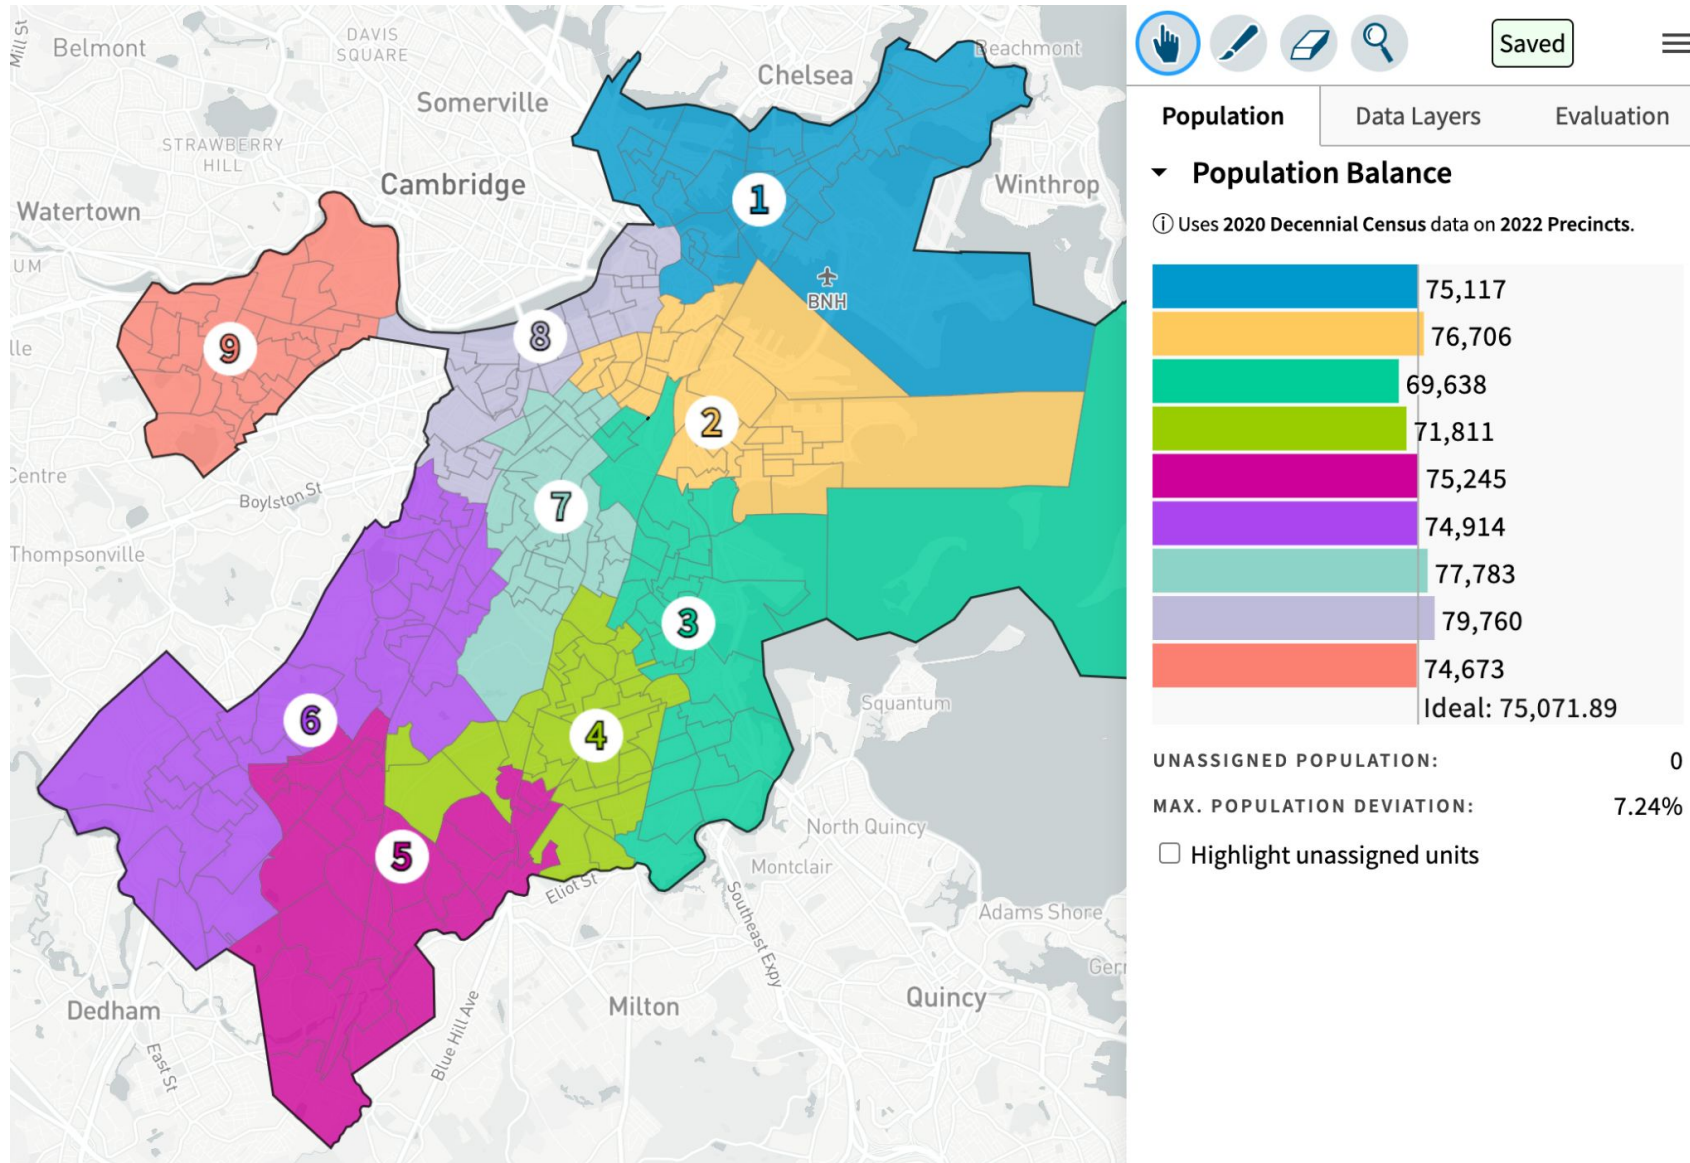 Mill St
Belmont
DAVIS
SQUARE
Beachmont
Chelsea
Somerville
STRAWBERRY
HILL
Cambridge
Winthrop
Watertown
1
UM
BNH
8
9
lle
2
Centre
Boylston St
7
Thompsonville
3
Squantum
6
4
North Quincy
5
Montclair
Eliot St
Southeast Expy
Adams Shore
Gerr
Dedham
Milton
Quincy
East St
Blue Hill Ave
Saved
Population
Data Layers
Evaluation
Population Balance
Uses 2020 Decennial Census data on 2022 Precincts.
75,117
76,706
69,638
71,811
75,245
74,914
77,783
79,760
74,673
Ideal: 75,071.89
UNASSIGNED POPULATION: 0
MAX. POPULATION DEVIATION: 7.24%
Highlight unassigned units